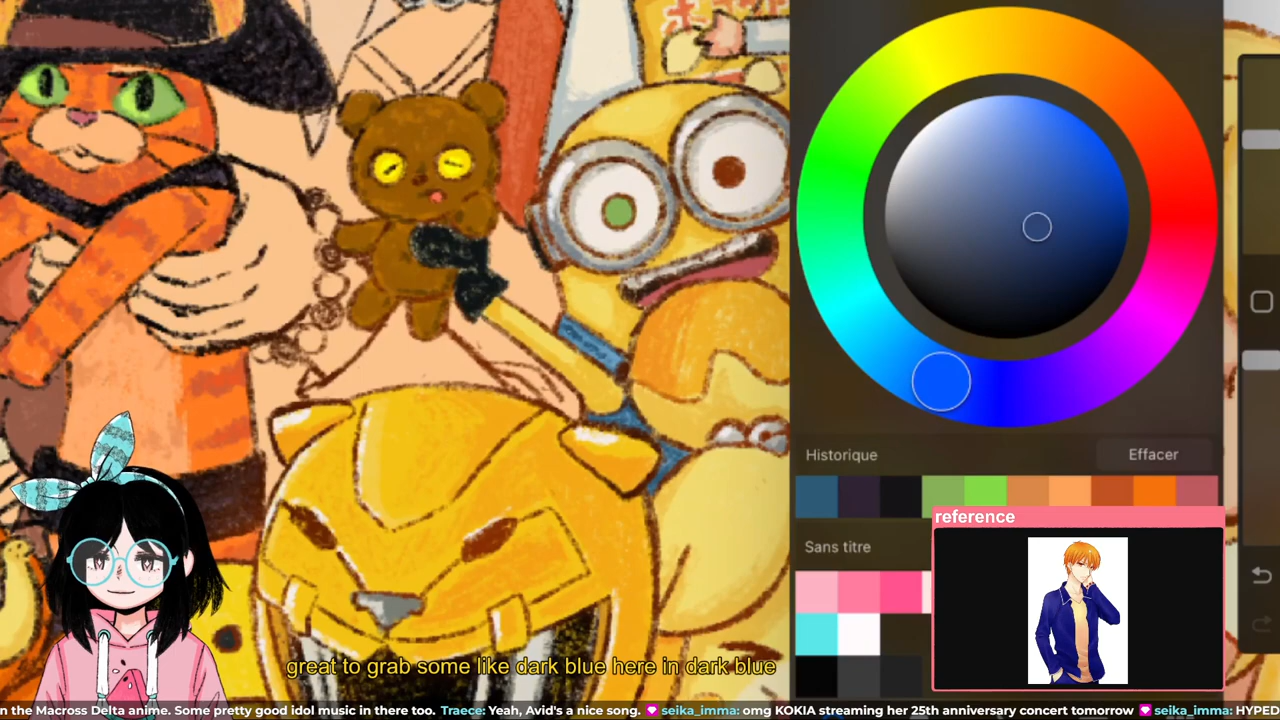 Historique
Effacer
reference
Sans titre
great to grab some like dark blue here in dark blue
n the Macross Delta anime. Some pretty good idol music in there too. Traece: Yeah, Avid's a nice song. seika_imma: omg KOKIA streaming her 25th anniversary concert tomorrow seika_imma: HYPED